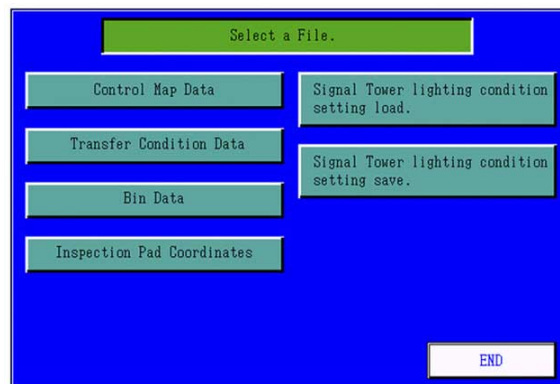 Select a File.
Control Map Data
Transfer Condition Data
Bin Data
Inspection Pad Coordinates
Signal Tower lighting condition
setting load.
Signal Tower lighting condition
setting save.
END